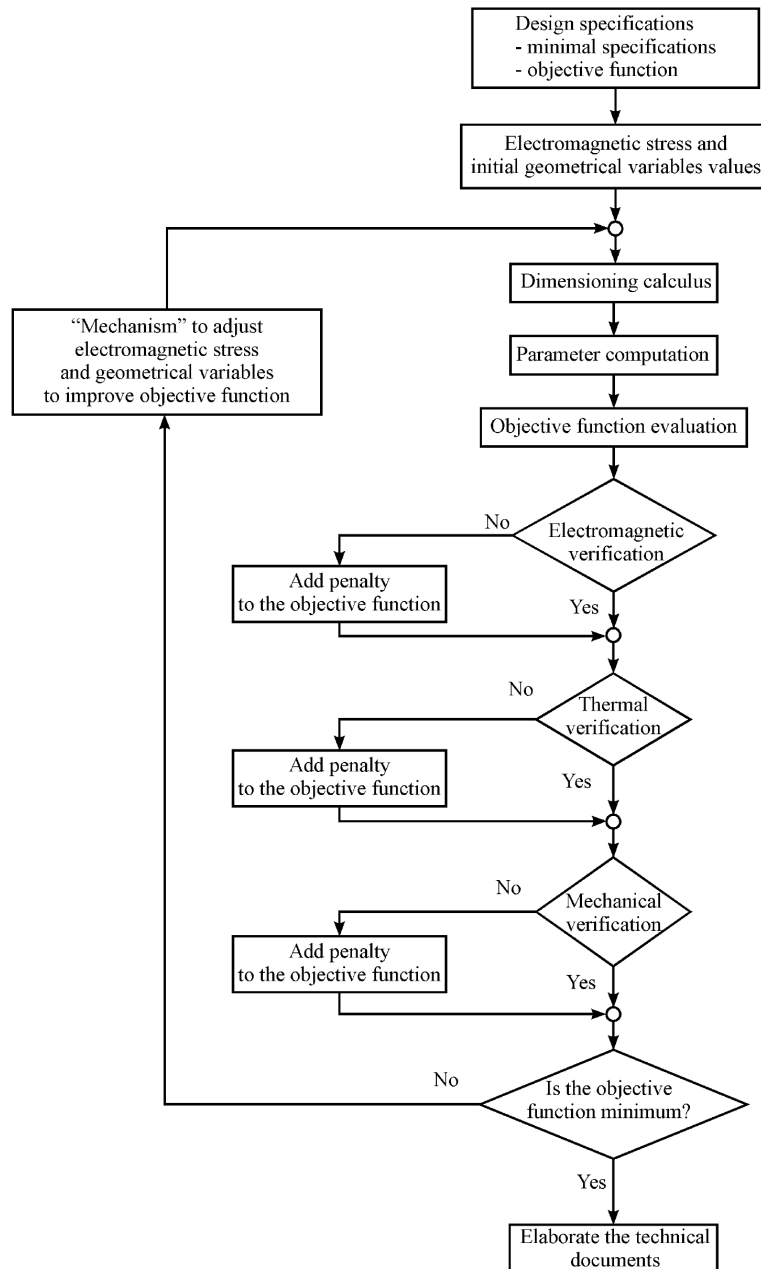 Design specifications
- minimal specifications
- objective function
Electromagnetic stress and
initial geometrical variables values
Dimensioning calculus
“Mechanism” to adjust
electromagnetic stress
and geometrical variables
to improve objective function
Parameter computation
Objective function evaluation
No
Electromagnetic
verification
Add penalty
to the objective function
Yes
No
Thermal
verification
Add penalty
to the objective function
Yes
No
Mechanical
verification
Add penalty
to the objective function
Yes
No
Is the objective
function minimum?
Yes
Elaborate the technical
documents